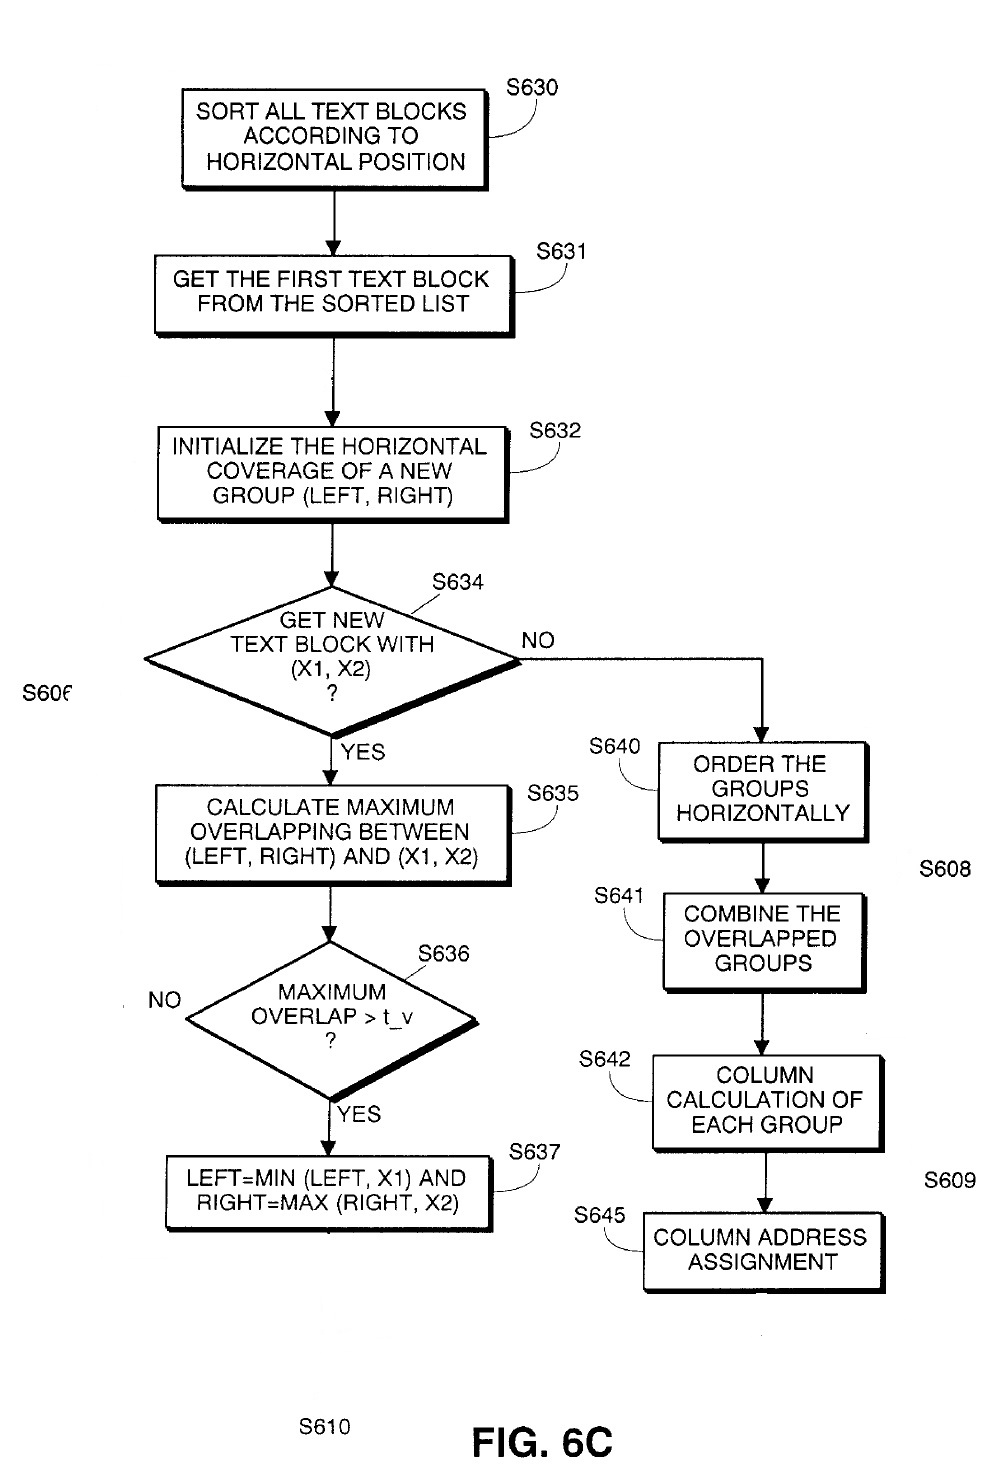 S630
SORT ALL TEXT BLOCKS
ACCORDING TO
HORIZONTAL POSITION
S631
GET THE FIRST TEXT BLOCK
FROM THE SORTED LIST
S632
INITIALIZE THE HORIZONTAL
COVERAGE OF A NEW
GROUP (LEFT, RIGHT)
S634
GET NEW
TEXT BLOCK WITH
(X1, X2)
?
NO
YES
S606
S635
CALCULATE MAXIMUM
OVERLAPPING BETWEEN
(LEFT, RIGHT) AND (X1, X2)
S636
MAXIMUM
OVERLAP > t_v
?
NO
YES
S637
LEFT=MIN (LEFT, X1) AND
RIGHT=MAX (RIGHT, X2)
S640
ORDER THE
GROUPS
HORIZONTALLY
S608
S641
COMBINE THE
OVERLAPPED
GROUPS
S642
COLUMN
CALCULATION OF
EACH GROUP
S609
S645
COLUMN ADDRESS
ASSIGNMENT
S610
FIG. 6C